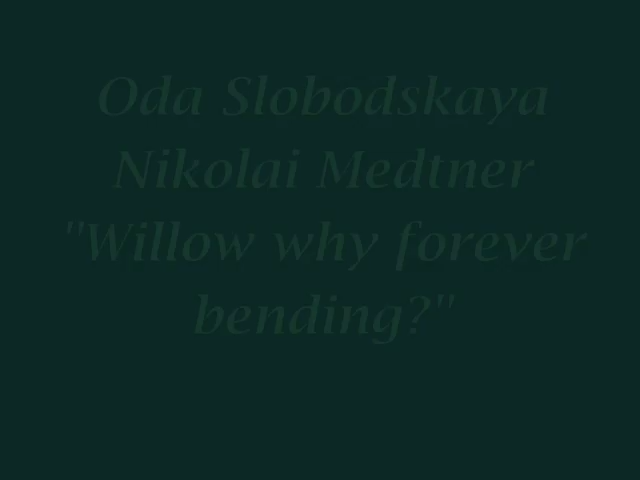 Oda Slobodskaya
Nikolai Medtner
"Willow why forever
bending?"